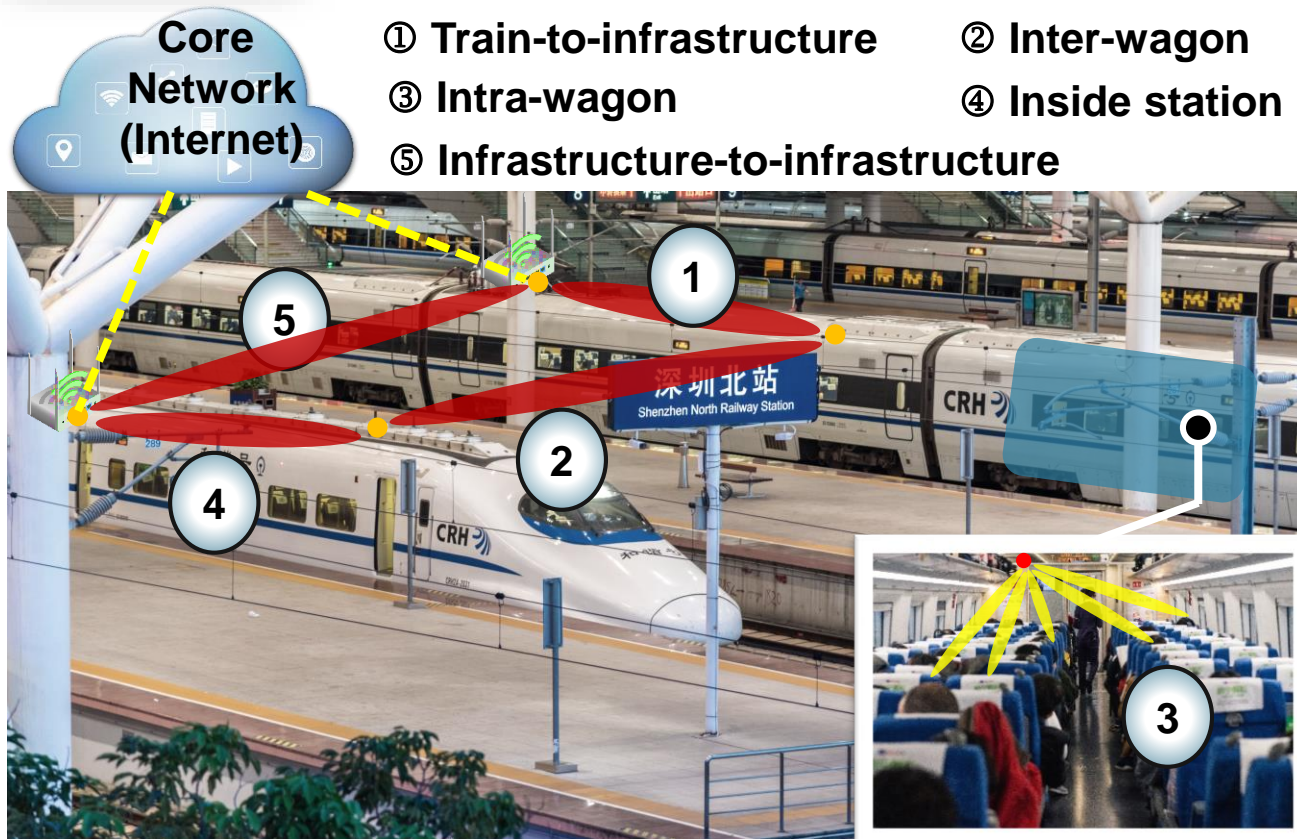 Core
Network
(Internet)
① Train-to-infrastructure
② Inter-wagon
③ Intra-wagon
④ Inside station
⑤ Infrastructure-to-infrastructure
1
5
深圳北站
Shenzhen North Railway Station
CRH
289
2
4
CRH
3